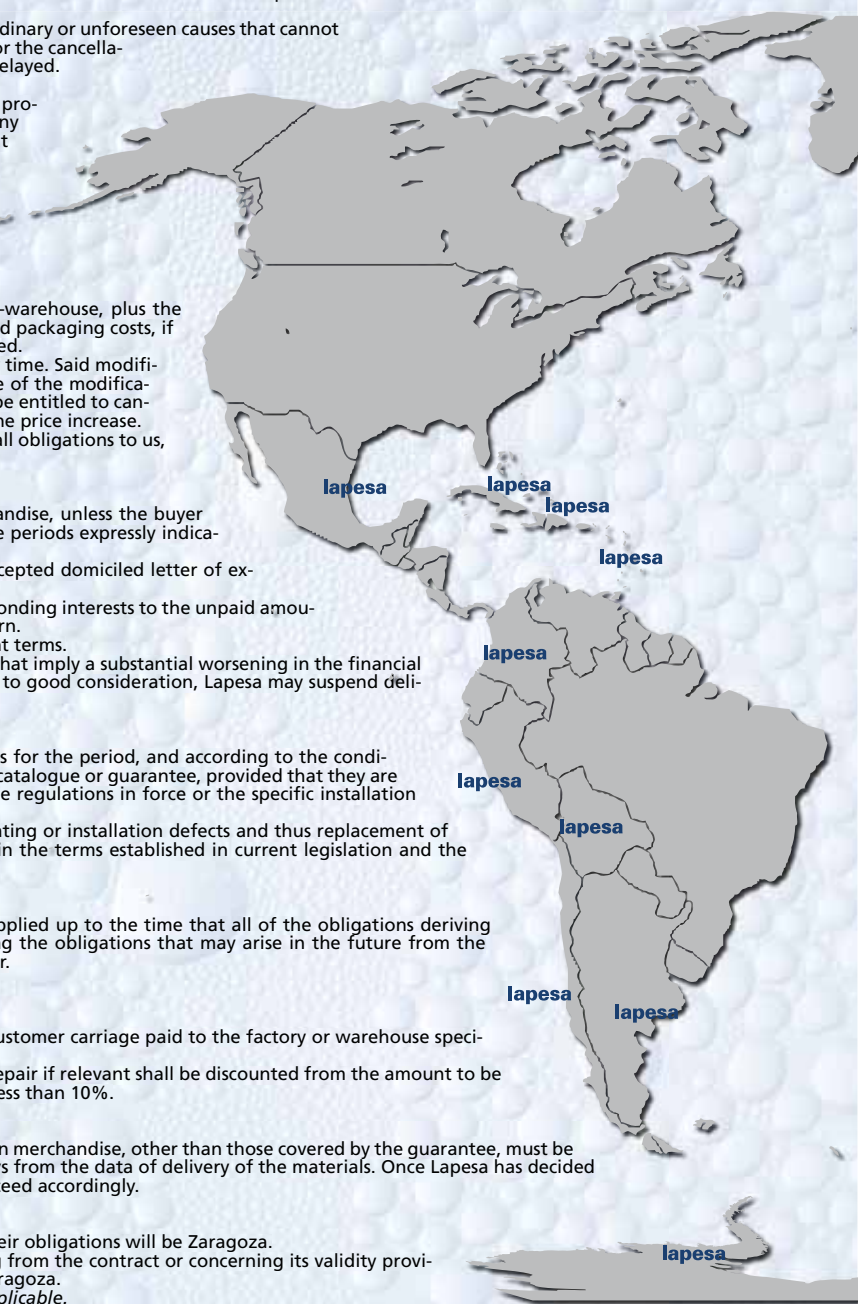 dinary or unforeseen causes that cannot
or the cancella-
elayed.
pro-
ny
t
-warehouse, plus the
d packaging costs, if
ed.
time. Said modifi-
e of the modifica-
be entitled to can-
ne price increase.
all obligations to us,
lapesa
lapesa
lapesa
andise, unless the buyer
e periods expressly indica-
lapesa
cepted domiciled letter of ex-
onding interests to the unpaid amou-
rn.
nt terms.
lapesa
hat imply a substantial worsening in the financial
to good consideration, Lapesa may suspend deli-
s for the period, and according to the condi-
catalogue or guarantee, provided that they are
lapesa
e regulations in force or the specific installation
lapesa
ating or installation defects and thus replacement of
in the terms established in current legislation and the
pplied up to the time that all of the obligations deriving
ng the obligations that may arise in the future from the
r.
lapesa
lapesa
ustomer carriage paid to the factory or warehouse speci-
epair if relevant shall be discounted from the amount to be
ess than 10%.
n merchandise, other than those covered by the guarantee, must be
s from the data of delivery of the materials. Once Lapesa has decided
ceed accordingly.
eir obligations will be Zaragoza.
lapesa
g from the contract or concerning its validity provi-
ragoza.
plicable.